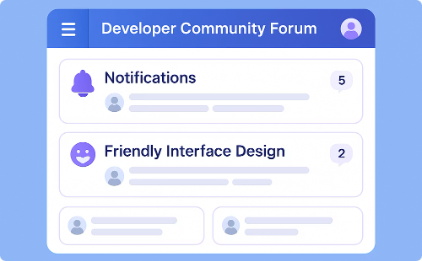 Developer Community Forum
Notifications
5
Friendly Interface Design
2